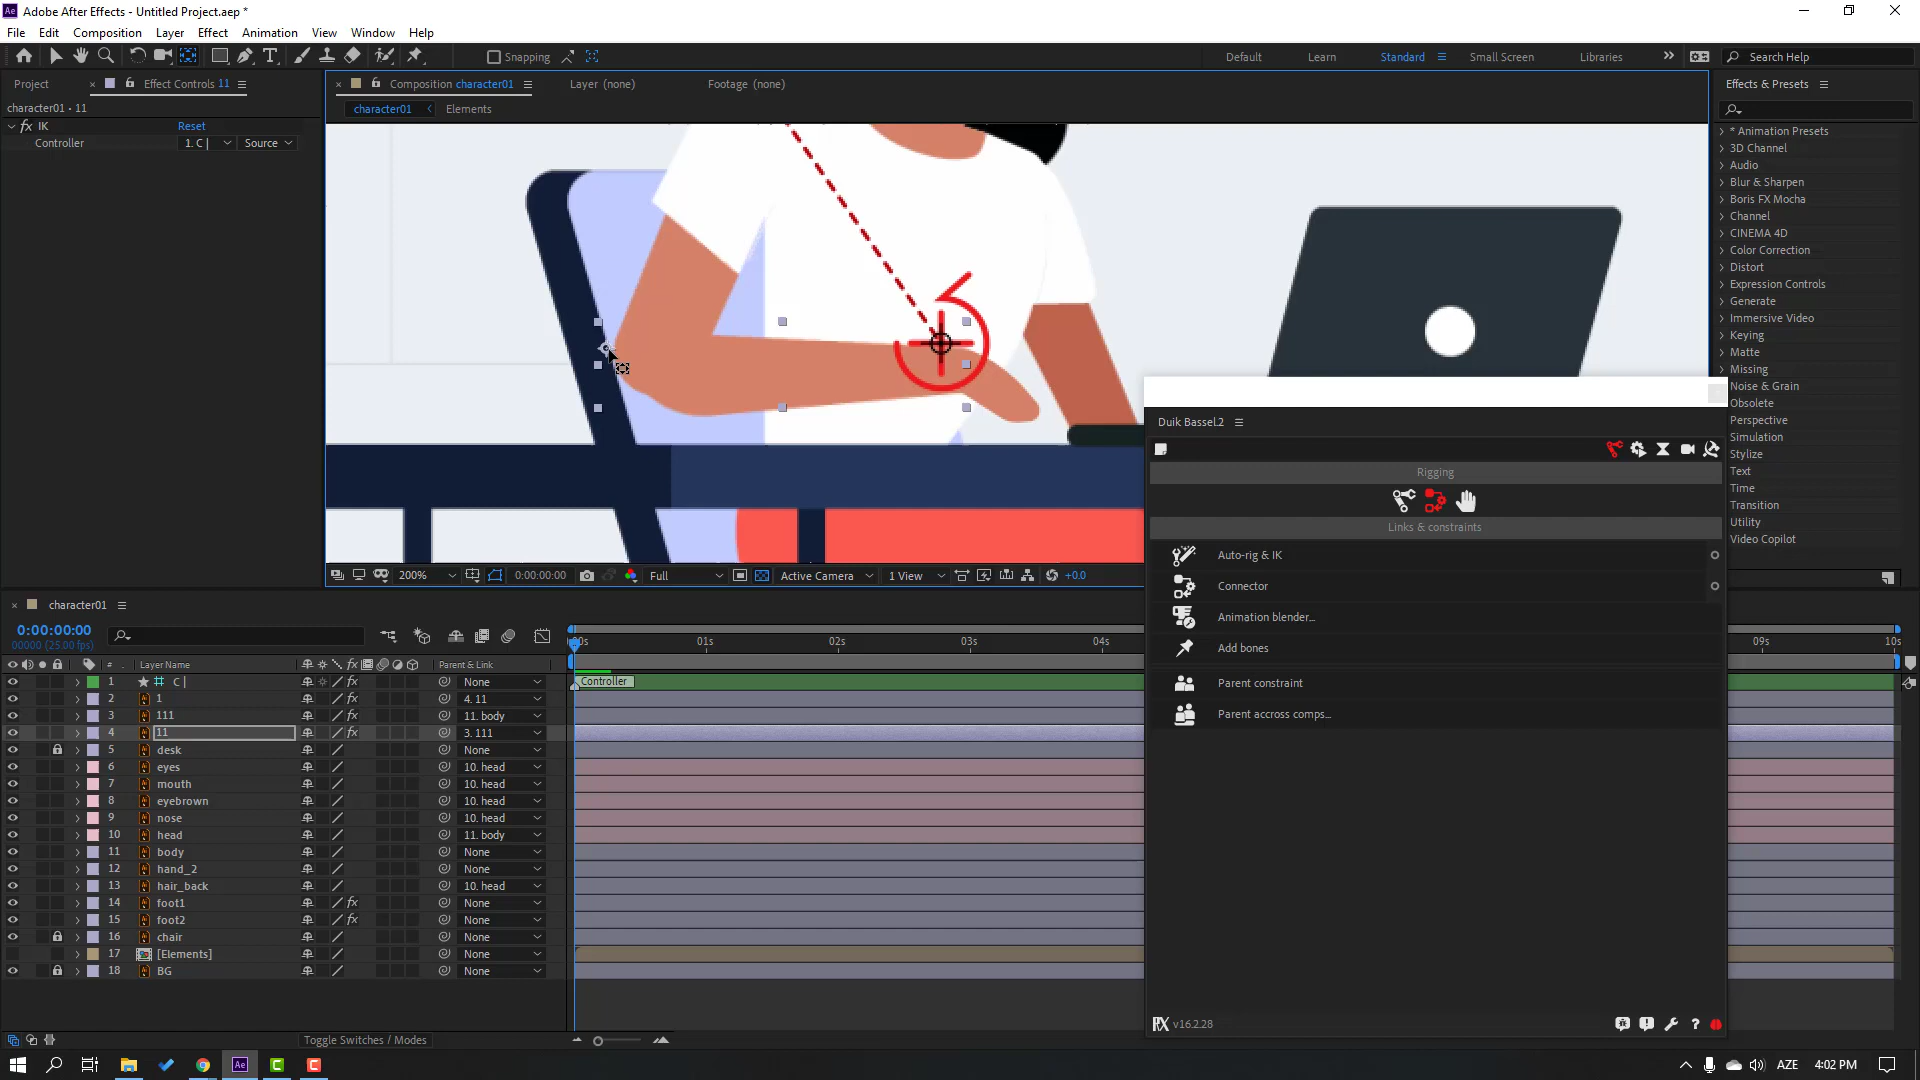 Adobe After Effects - Untitled Project.aep *
File Edit Composition Layer Effect Animation View Window Help
Snapping
Default Learn Standard Small Screen Libraries
Search Help
Project
Effect Controls 11
Composition character01
Layer (none)
Footage (none)
Effects & Presets
character01 • 11
character01
Elements
fx IK Reset
Controller 1. C | Source
* Animation Presets
3D Channel
Audio
Blur & Sharpen
Boris FX Mocha
Channel
CINEMA 4D
Color Correction
Distort
Expression Controls
Generate
Immersive Video
Keying
Matte
Missing
Noise & Grain
Obsolete
Perspective
Simulation
Stylize
Text
Time
Transition
Utility
Video Copilot
Duik Bassel.2
Rigging
Links & constraints
Auto-rig & IK
Connector
Animation blender...
Add bones
Parent constraint
Parent accross comps...
v16.2.28
200% 0:00:00:00 Full Active Camera 1 View +0.0
character01
0:00:00:00
00000 (25.00 fps)
01s 02s 03s 04s 09s 10s
# Layer Name Parent & Link
1 C | None
Controller
2 1 4. 11
3 111 11. body
4 11 3. 111
5 desk None
6 eyes 10. head
7 mouth 10. head
8 eyebrown 10. head
9 nose 10. head
10 head 11. body
11 body None
12 hand_2 None
13 hair_back 10. head
14 foot1 None
15 foot2 None
16 chair None
17 [Elements] None
18 BG None
Toggle Switches / Modes
AZE 4:02 PM